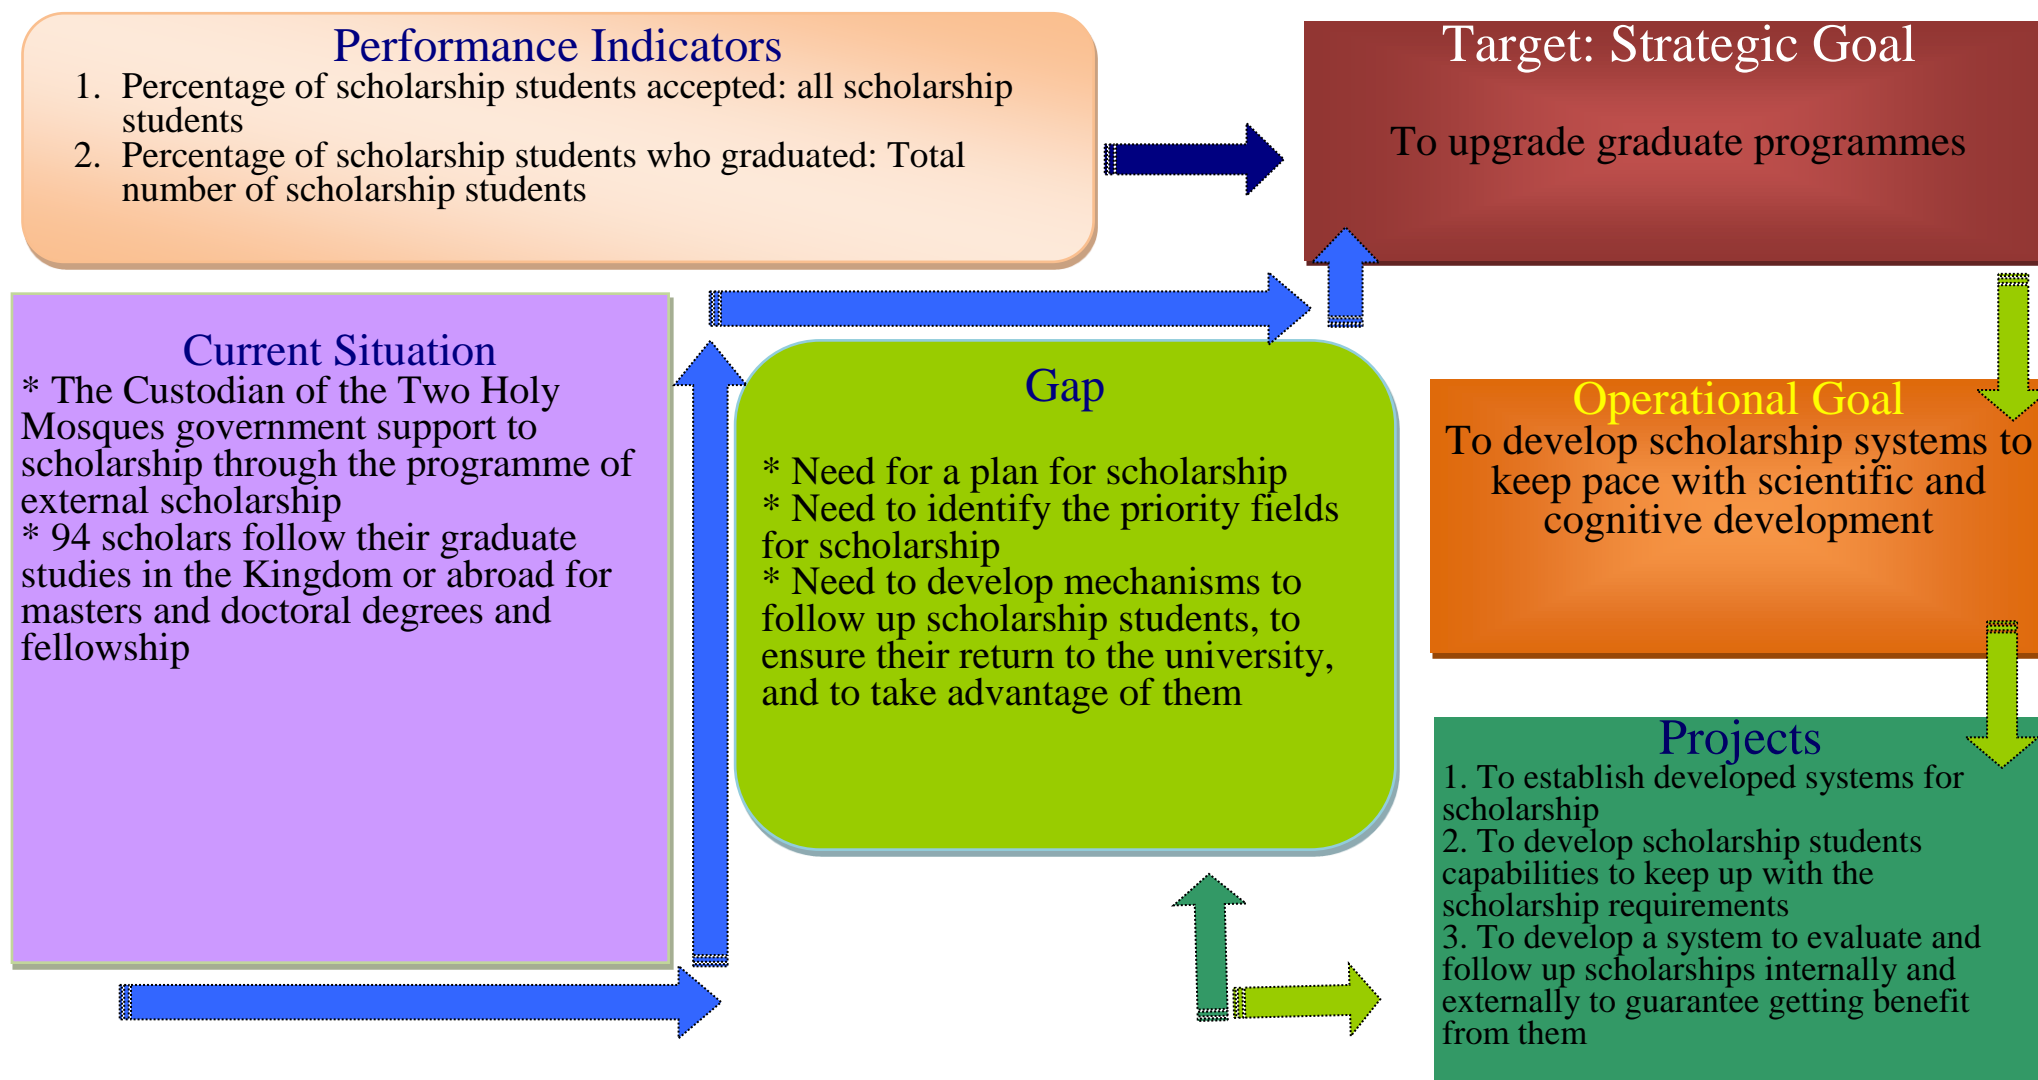 Performance Indicators
1. Percentage of scholarship students accepted: all scholarship
students
2. Percentage of scholarship students who graduated: Total
number of scholarship students
Target: Strategic Goal
To upgrade graduate programmes
Current Situation
* The Custodian of the Two Holy
Mosques government support to
scholarship through the programme of
external scholarship
* 94 scholars follow their graduate
studies in the Kingdom or abroad for
masters and doctoral degrees and
fellowship
Gap
* Need for a plan for scholarship
* Need to identify the priority fields
for scholarship
* Need to develop mechanisms to
follow up scholarship students, to
ensure their return to the university,
and to take advantage of them
Operational Goal
To develop scholarship systems to
keep pace with scientific and
cognitive development
Projects
1. To establish developed systems for
scholarship
2. To develop scholarship students
capabilities to keep up with the
scholarship requirements
3. To develop a system to evaluate and
follow up scholarships internally and
externally to guarantee getting benefit
from them